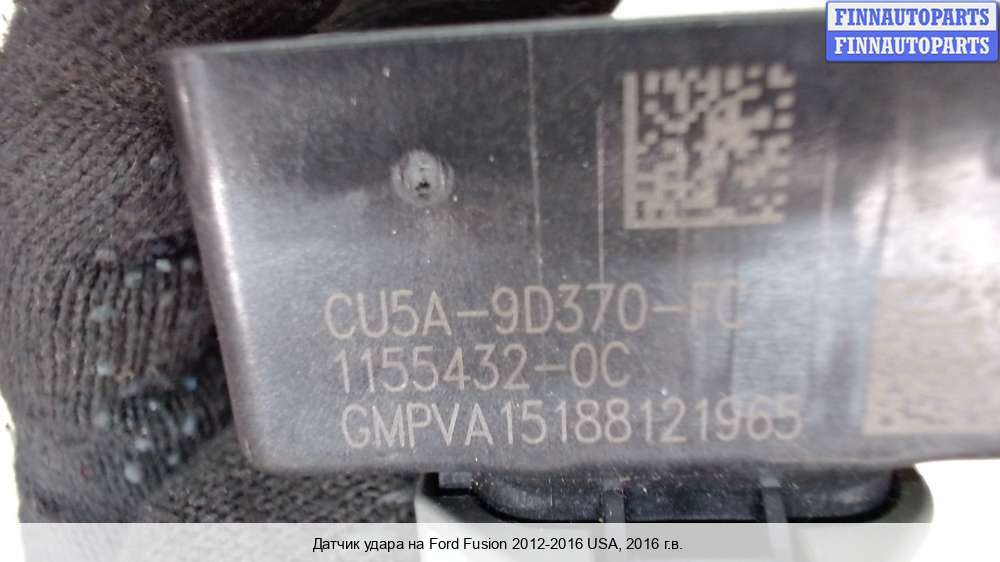 FINNAUTOPARTS
FINNAUTOPARTS
CU5A-9D370-FC
1155432-0C
GMPVA15188121965
Датчик удара на Ford Fusion 2012-2016 USA, 2016 г.в.